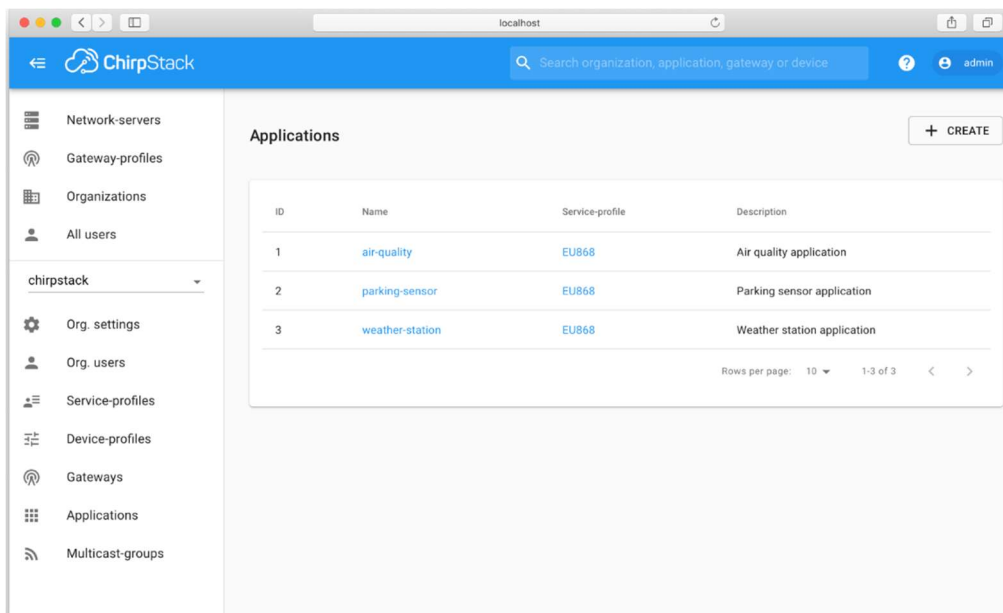 localhost
ChirpStack
Search organization, application, gateway or device
? admin
Network-servers
Gateway-profiles
Organizations
All users
chirpstack
Org. settings
Org. users
Service-profiles
Device-profiles
Gateways
Applications
Multicast-groups
Applications
+ CREATE
ID Name Service-profile Description
1 air-quality EU868 Air quality application
2 parking-sensor EU868 Parking sensor application
3 weather-station EU868 Weather station application
Rows per page: 10 1-3 of 3 < >